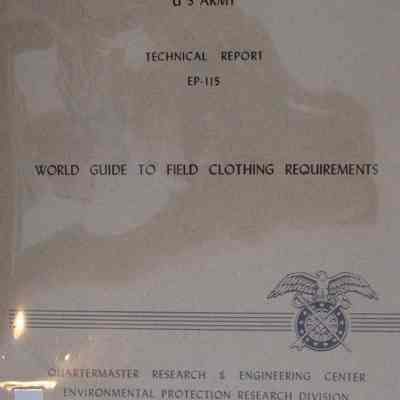 U S ARMY
TECHNICAL REPORT
EP-115
WORLD GUIDE TO FIELD CLOTHING REQUIREMENTS
QUARTERMASTER RESEARCH & ENGINEERING CENTER
ENVIRONMENTAL PROTECTION RESEARCH DIVISION